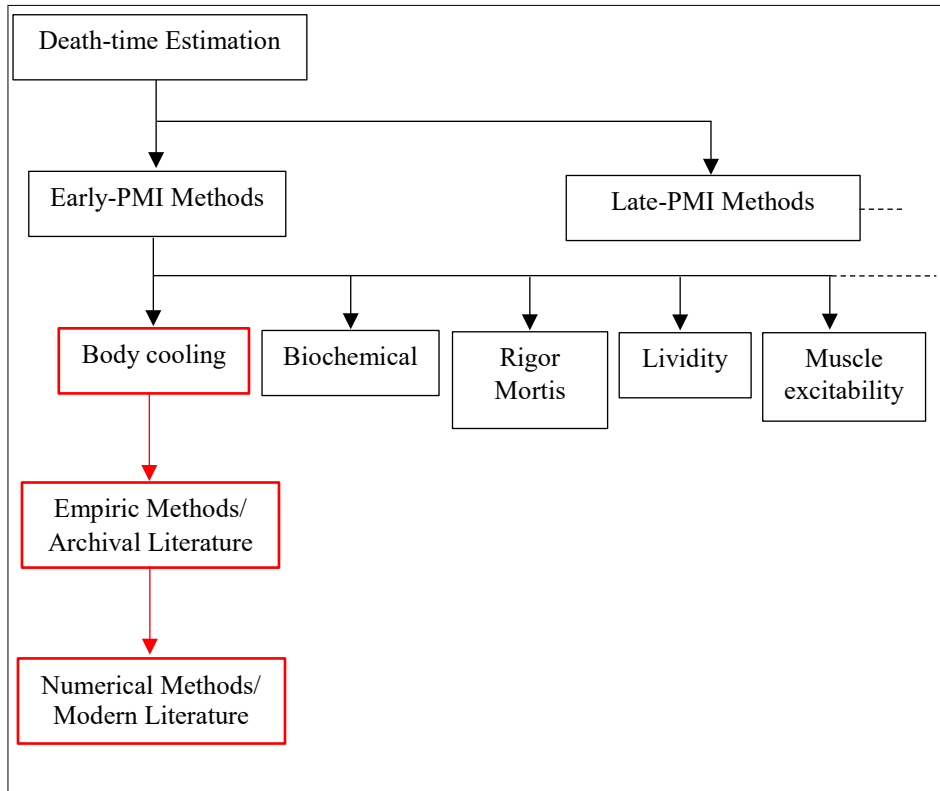 Death-time Estimation
Early-PMI Methods
Late-PMI Methods
Body cooling
Biochemical
Rigor
Mortis
Lividity
Muscle
excitability
Empiric Methods/
Archival Literature
Numerical Methods/
Modern Literature